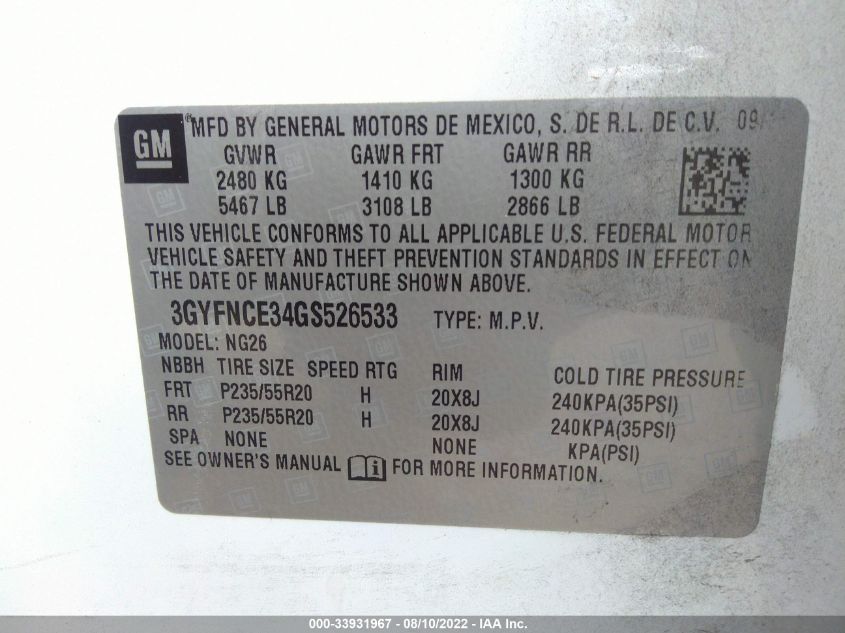 GM ® MFD BY GENERAL MOTORS DE MEXICO, S. DE R.L. DE C.V. 09/
GVWR GAWR FRT GAWR RR
2480 KG 1410 KG 1300 KG
5467 LB 3108 LB 2866 LB
THIS VEHICLE CONFORMS TO ALL APPLICABLE U.S. FEDERAL MOTOR
VEHICLE SAFETY AND THEFT PREVENTION STANDARDS IN EFFECT ON
THE DATE OF MANUFACTURE SHOWN ABOVE.
3GYFNCE34GS526533 TYPE: M.P.V.
MODEL: NG26
NBBH TIRE SIZE SPEED RTG RIM COLD TIRE PRESSURE
FRT P235/55R20 H 20X8J 240KPA(35PSI)
RR P235/55R20 H 20X8J 240KPA(35PSI)
SPA NONE NONE KPA(PSI)
SEE OWNER'S MANUAL FOR MORE INFORMATION.
000-33931967 - 08/10/2022 - IAA Inc.